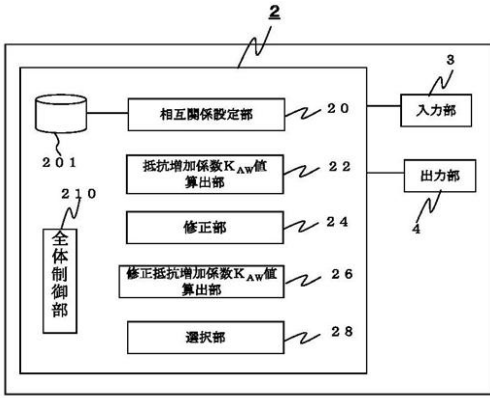 2
3
相互関係設定部
20
入力部
201
抵抗増加係数KAW値
算出部
22
出力部
4
210
修正部
24
全体制御部
修正抵抗増加係数KAW値
算出部
26
選択部
28